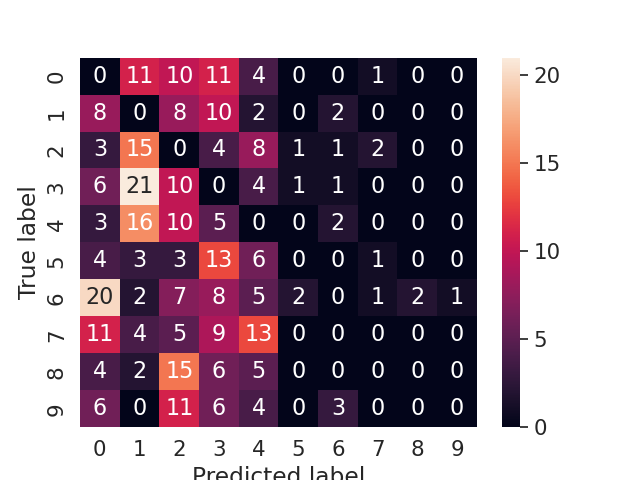 0 0 11 10 11 4 0 0 1 0 0
1 8 0 8 10 2 0 2 0 0 0
2 3 15 0 4 8 1 1 2 0 0
3 6 21 10 0 4 1 1 0 0 0
4 3 16 10 5 0 0 2 0 0 0
5 4 3 3 13 6 0 0 1 0 0
6 20 2 7 8 5 2 0 1 2 1
7 11 4 5 9 13 0 0 0 0 0
8 4 2 15 6 5 0 0 0 0 0
9 6 0 11 6 4 0 3 0 0 0
0 1 2 3 4 5 6 7 8 9
Predicted label
True label
20
15
10
5
0